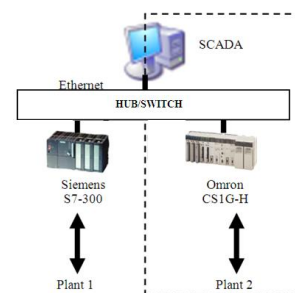 SCADA
Ethernet
HUB/SWITCH
Siemens
S7-300
Omron
CS1G-H
Plant 1
Plant 2